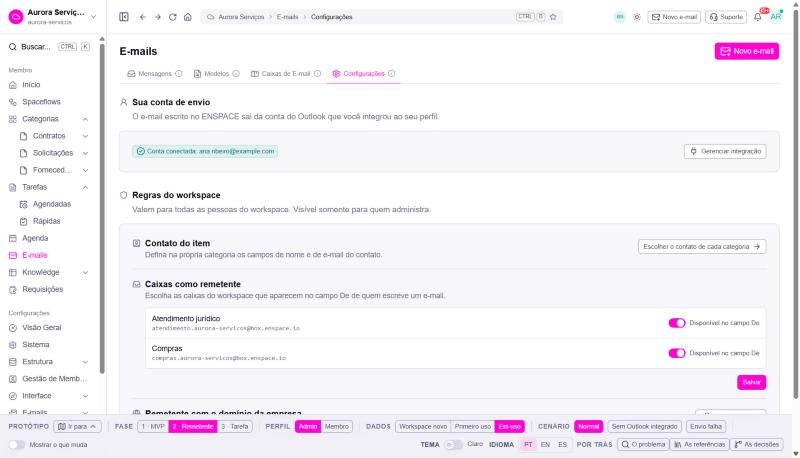 Aurora Serviç...
aurora-servicos
Aurora Serviços > E-mails > Configurações
CTRL B
BR
Novo e-mail
Suporte
99+
AR
Buscar...
CTRL K
Membro
Início
Spaceflows
Categorias
Contratos
Solicitações
Forneced...
Tarefas
Agendadas
Rápidas
Agenda
E-mails
Knowledge
Requisições
Configurações
Visão Geral
Sistema
Estrutura
Gestão de Memb...
Interface
E-mails
E-mails
Novo e-mail
Mensagens
Modelos
Caixas de E-mail
Configurações
Sua conta de envio
O e-mail escrito no ENSPACE sai da conta do Outlook que você integrou ao seu perfil.
Conta conectada: ana.ribeiro@example.com
Gerenciar integração
Regras do workspace
Valem para todas as pessoas do workspace. Visível somente para quem administra.
Contato do item
Defina na própria categoria os campos de nome e de e-mail do contato.
Escolher o contato de cada categoria
Caixas como remetente
Escolha as caixas do workspace que aparecem no campo De de quem escreve um e-mail.
Atendimento jurídico
atendimento.aurora-servicos@box.enspace.io
Disponível no campo De
Compras
compras.aurora-servicos@box.enspace.io
Disponível no campo De
Salvar
Remetente com o domínio da empresa
PROTÓTIPO Ir para FASE 1 · MVP 2 · Remetente 3 · Tarefa PERFIL Admin Membro DADOS Workspace novo Primeiro uso Em uso CENÁRIO Normal Sem Outlook integrado Envio falha
Mostrar o que muda TEMA Claro IDIOMA PT EN ES POR TRÁS O problema As referências As decisões